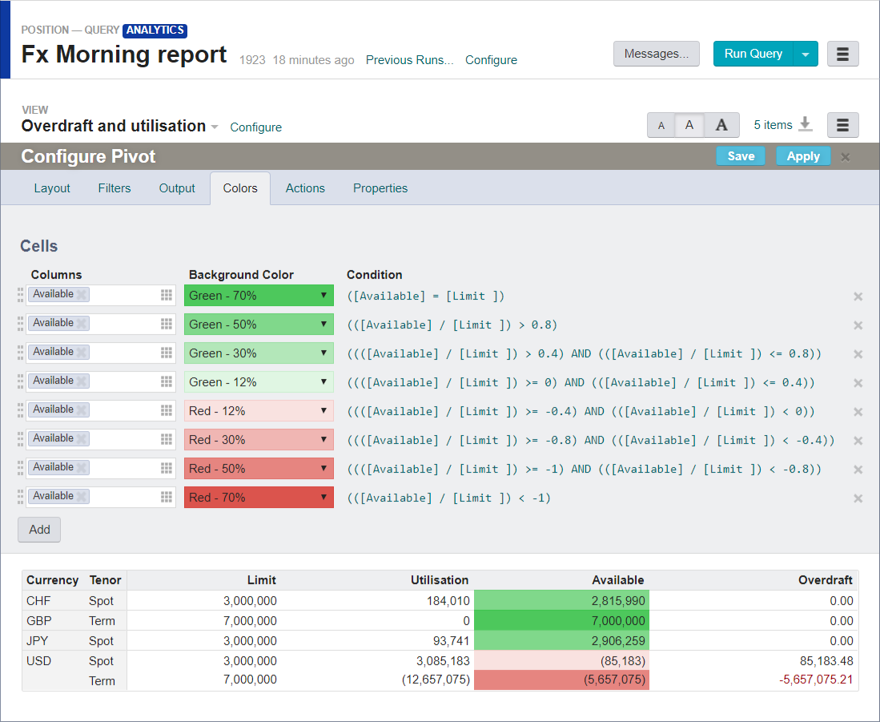 POSITION — QUERY ANALYTICS
Fx Morning report 1923 18 minutes ago Previous Runs... Configure Messages... Run Query
VIEW
Overdraft and utilisation Configure A A A 5 items
Configure Pivot Save Apply ×
Layout Filters Output Colors Actions Properties
Cells
Columns Background Color Condition
Available Green - 70% ([Available] = [Limit ])
Available Green - 50% (([Available] / [Limit ]) > 0.8)
Available Green - 30% ((([Available] / [Limit ]) > 0.4) AND (([Available] / [Limit ]) <= 0.8))
Available Green - 12% ((([Available] / [Limit ]) >= 0) AND (([Available] / [Limit ]) <= 0.4))
Available Red - 12% ((([Available] / [Limit ]) >= -0.4) AND (([Available] / [Limit ]) < 0))
Available Red - 30% ((([Available] / [Limit ]) >= -0.8) AND (([Available] / [Limit ]) < -0.4))
Available Red - 50% ((([Available] / [Limit ]) >= -1) AND (([Available] / [Limit ]) < -0.8))
Available Red - 70% (([Available] / [Limit ]) < -1)
Add
Currency Tenor Limit Utilisation Available Overdraft
CHF Spot 3,000,000 184,010 2,815,990 0.00
GBP Term 7,000,000 0 7,000,000 0.00
JPY Spot 3,000,000 93,741 2,906,259 0.00
USD Spot 3,000,000 3,085,183 (85,183) 85,183.48
Term 7,000,000 (12,657,075) (5,657,075) -5,657,075.21